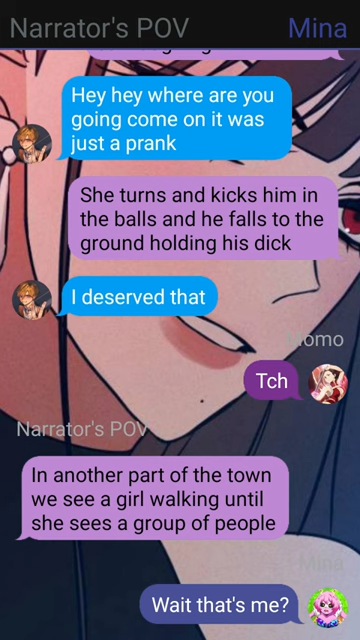 Narrator's POV
Mina
Hey hey where are you
going come on it was
just a prank
She turns and kicks him in
the balls and he falls to the
ground holding his dick
I deserved that
Momo
Tch
Narrator's POV
In another part of the town
we see a girl walking until
she sees a group of people
Mina
Wait that's me?